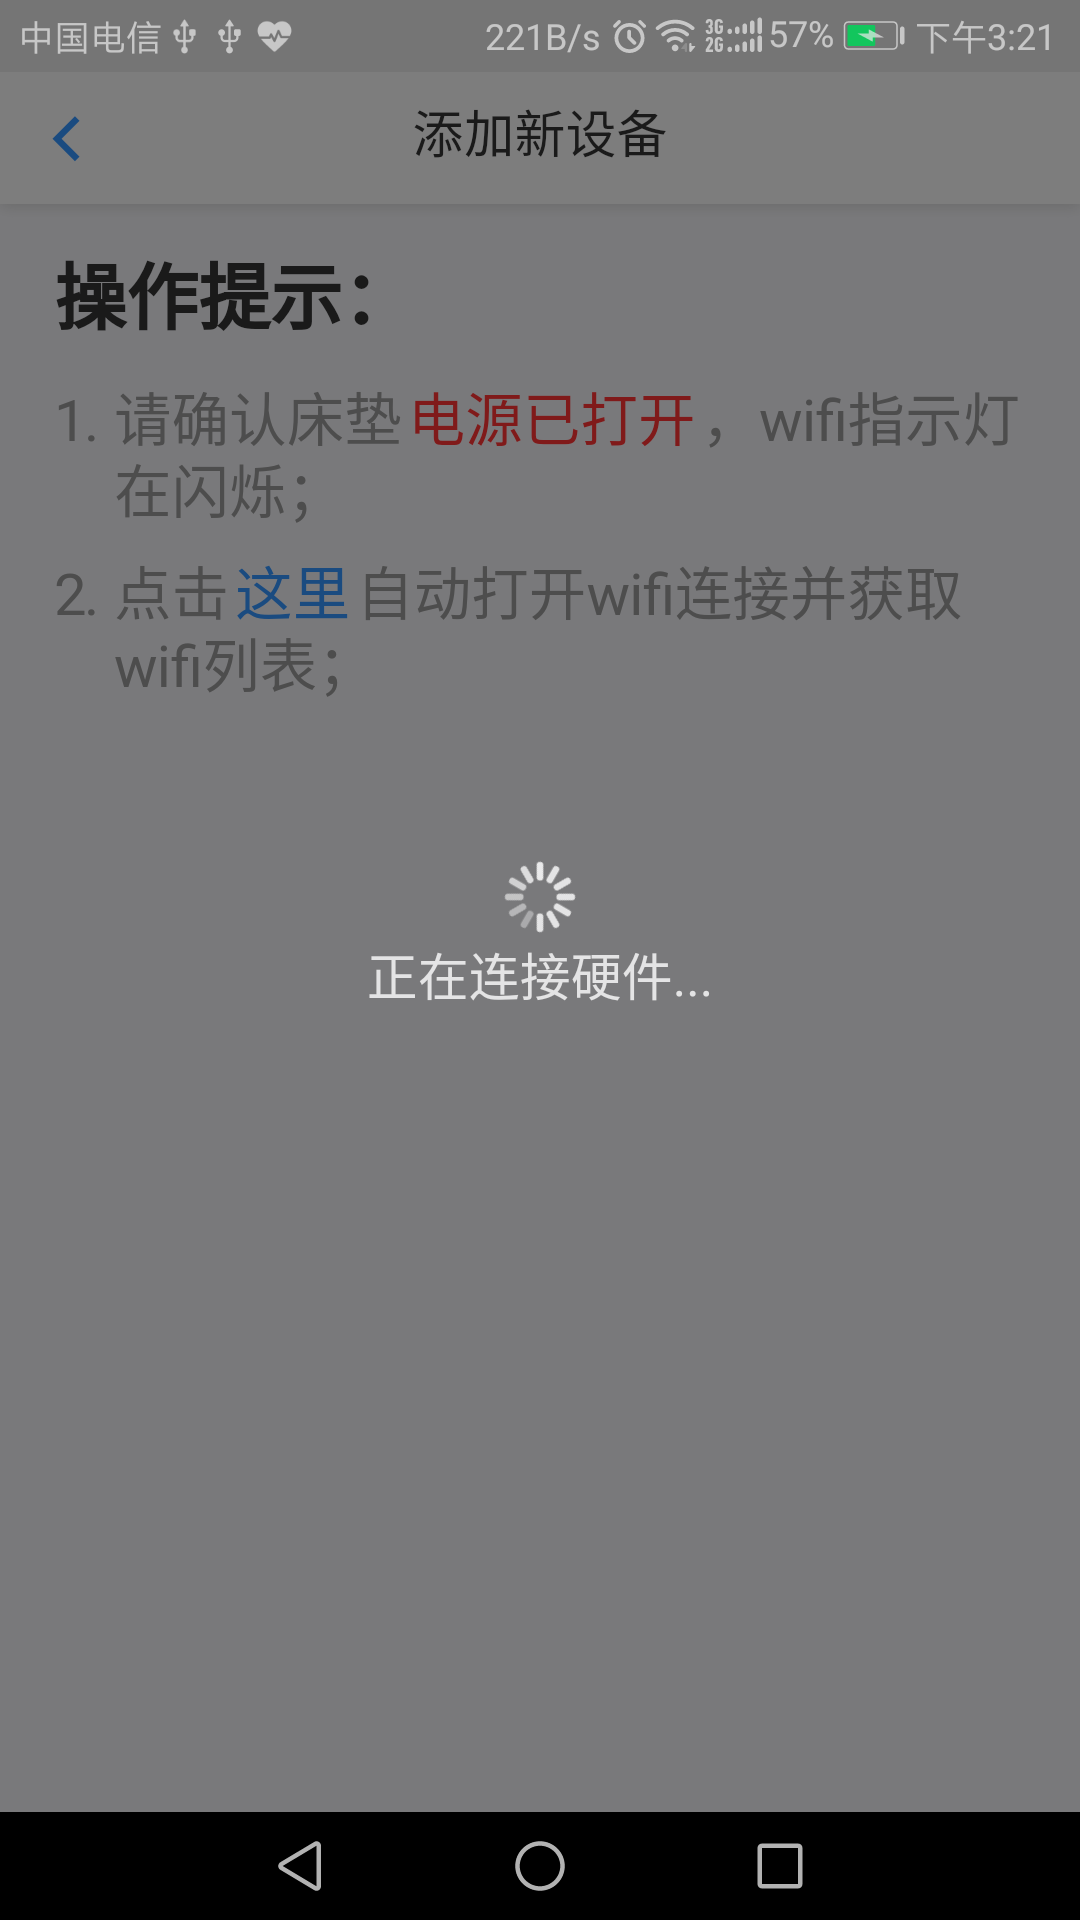 中国电信 221B/s 3G 2G 57% 下午3:21
添加新设备
操作提示：
1. 请确认床垫电源已打开，wifi指示灯
在闪烁；
2. 点击这里自动打开wifi连接并获取
wifi列表；
正在连接硬件...